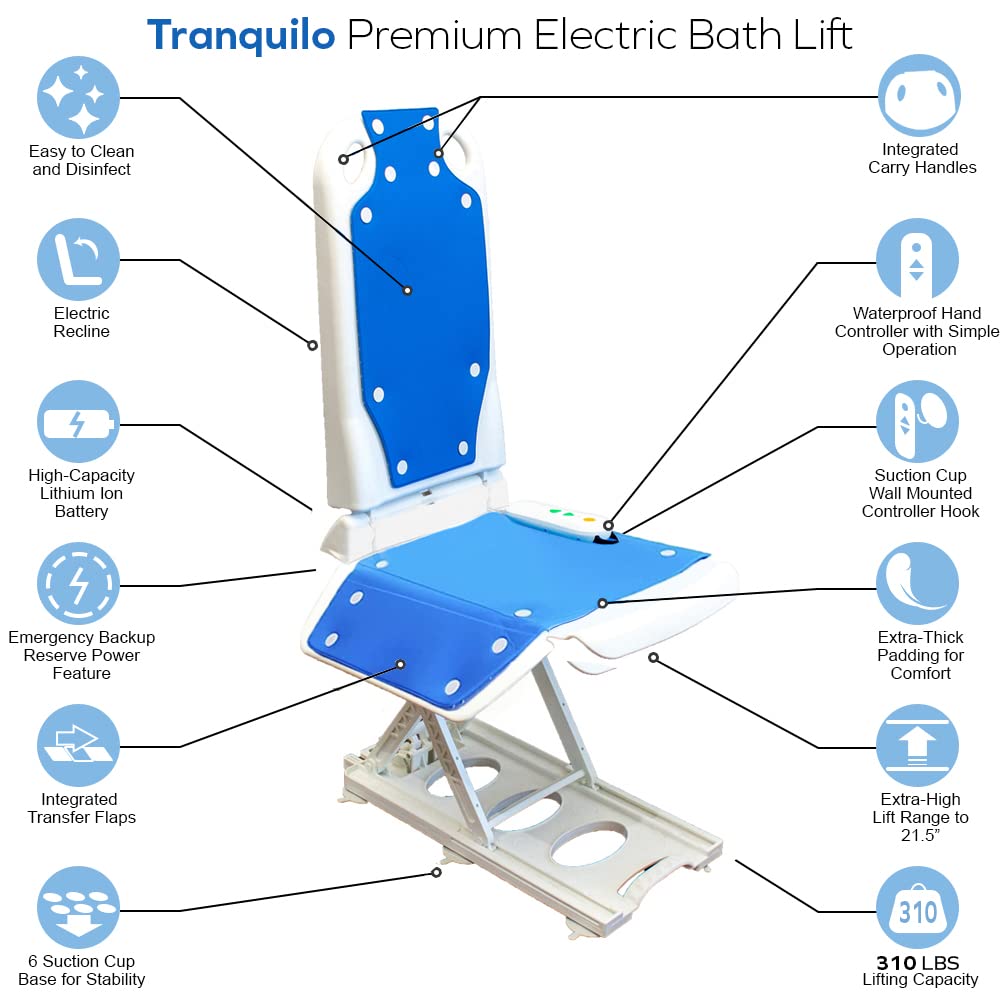 Tranquilo Premium Electric Bath Lift
Easy to Clean
and Disinfect
Integrated
Carry Handles
Electric
Recline
Waterproof Hand
Controller with Simple
Operation
High-Capacity
Lithium Ion
Battery
Suction Cup
Wall Mounted
Controller Hook
Emergency Backup
Reserve Power
Feature
Extra-Thick
Padding for
Comfort
Integrated
Transfer Flaps
Extra-High
Lift Range to
21.5"
6 Suction Cup
Base for Stability
310
310 LBS
Lifting Capacity